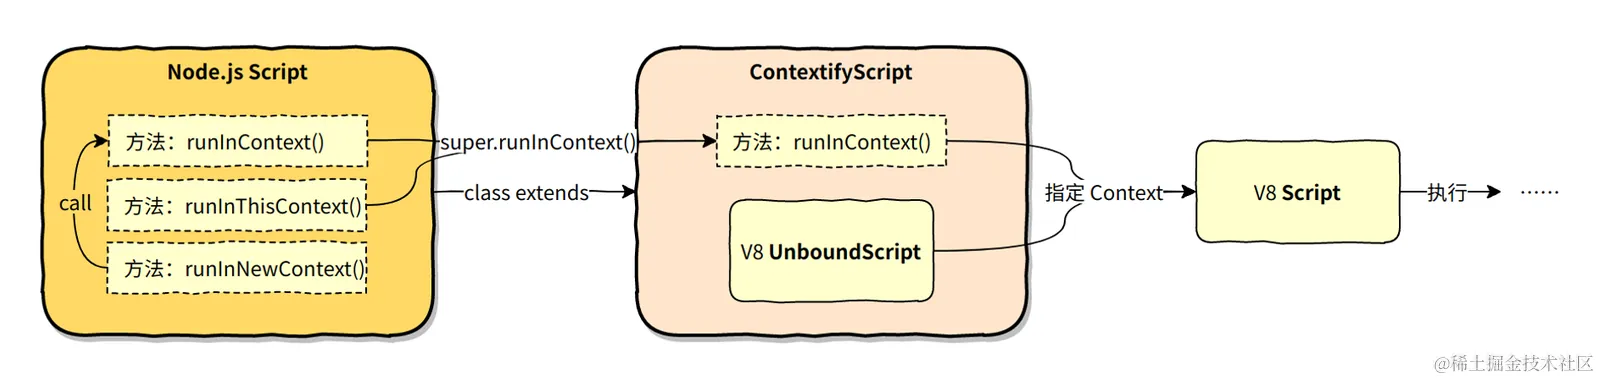 Node.js Script
方法：runInContext()
call
方法：runInThisContext()
方法：runInNewContext()
super.runInContext()
class extends
ContextifyScript
方法：runInContext()
V8 UnboundScript
指定 Context
V8 Script
执行
……
@稀土掘金技术社区